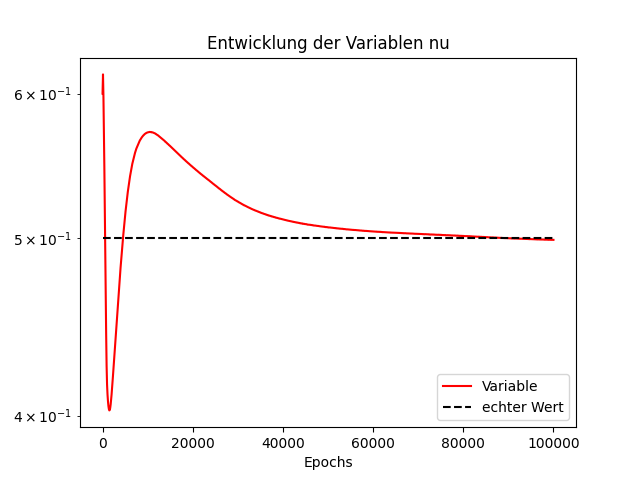 Entwicklung der Variablen nu
6 × 10⁻¹
5 × 10⁻¹
4 × 10⁻¹
Variable
echter Wert
0 20000 40000 60000 80000 100000
Epochs